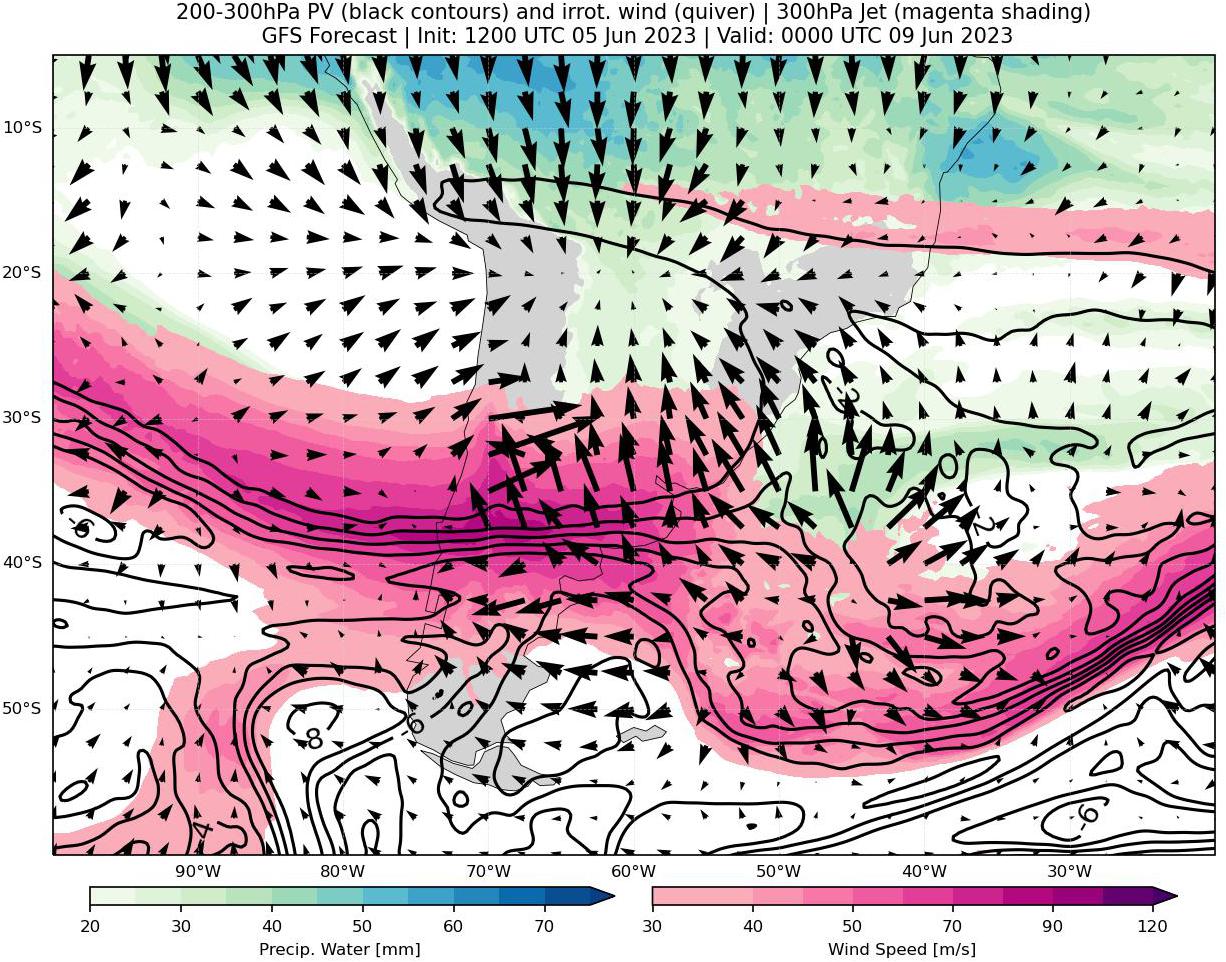 200-300hPa PV (black contours) and irrot. wind (quiver) | 300hPa Jet (magenta shading)
GFS Forecast | Init: 1200 UTC 05 Jun 2023 | Valid: 0000 UTC 09 Jun 2023
10°S
20°S
0
-2
30°S
0
-6
40°S
50°S
-8
-6
-4
-6
90°W 80°W 70°W 60°W 50°W 40°W 30°W
20 30 40 50 60 70
30 40 50 70 90 120
Precip. Water [mm] Wind Speed [m/s]